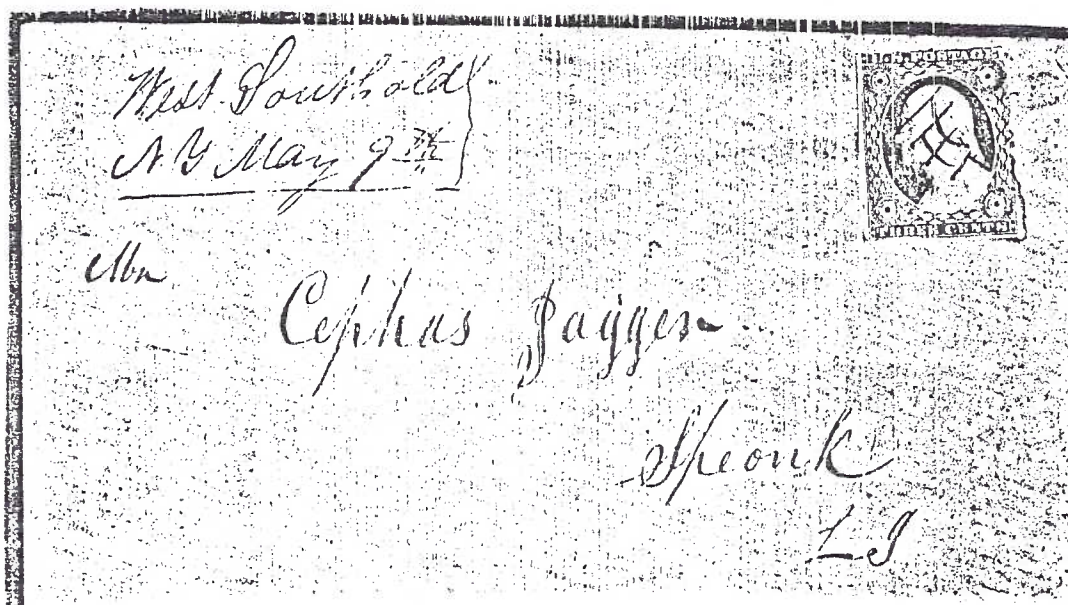 West Southold
N Y May 9th
U.S. POSTAGE
THREE CENTS
Mr
Cephas Jagger
Speonk
L I